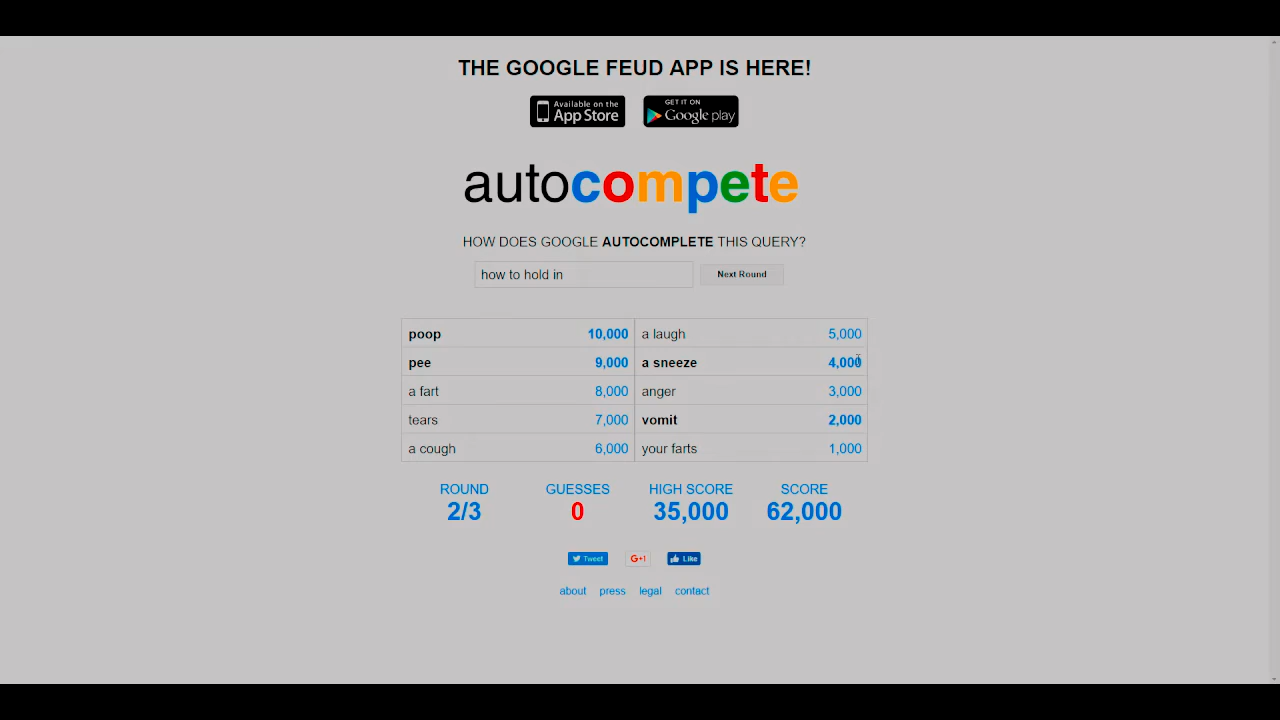 THE GOOGLE FEUD APP IS HERE!
Available on the App Store
GET IT ON Google play
autocompete
HOW DOES GOOGLE AUTOCOMPLETE THIS QUERY?
how to hold in Next Round
poop 10,000 a laugh 5,000
pee 9,000 a sneeze 4,000
a fart 8,000 anger 3,000
tears 7,000 vomit 2,000
a cough 6,000 your farts 1,000
ROUND GUESSES HIGH SCORE SCORE
2/3 0 35,000 62,000
Tweet G+1 Like
about press legal contact